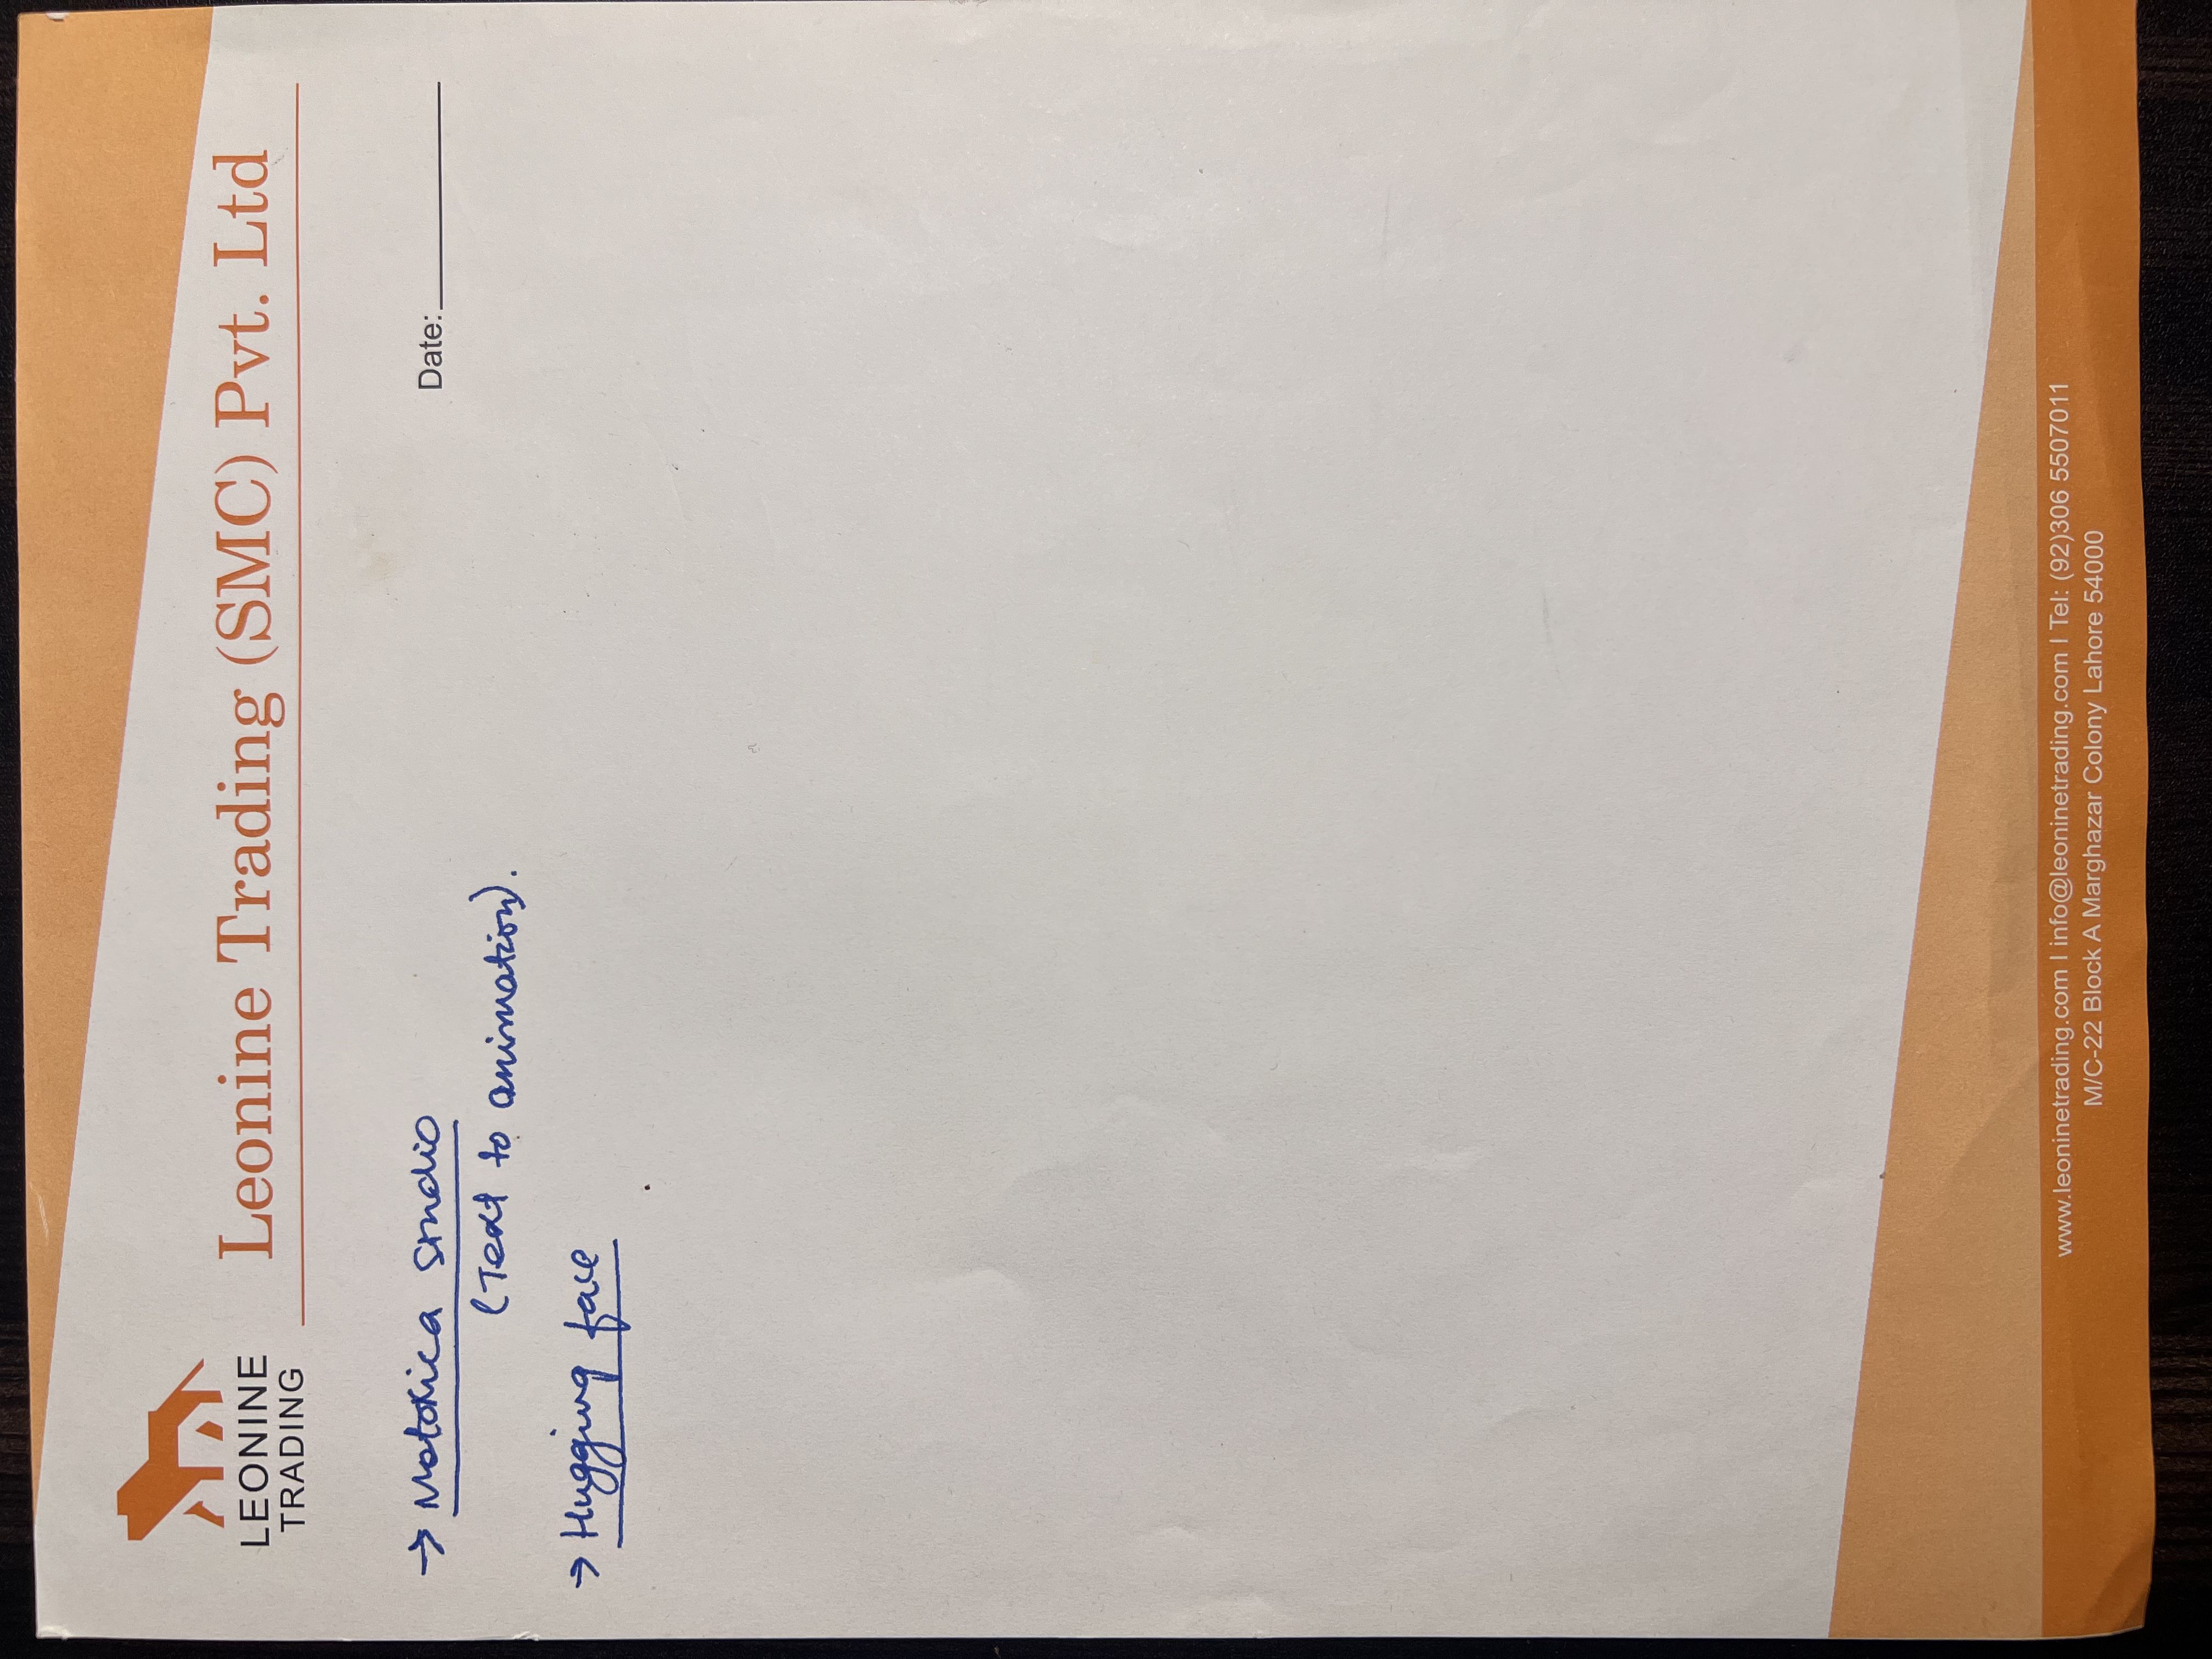 LEONINE
TRADING
Leonine Trading (SMC) Pvt. Ltd
Date:
→ Motorica Studio
(Text to animation).
→ Hugging face
www.leoninetrading.com I info@leoninetrading.com I Tel: (92)306 5507011
M/C-22 Block A Marghazar Colony Lahore 54000